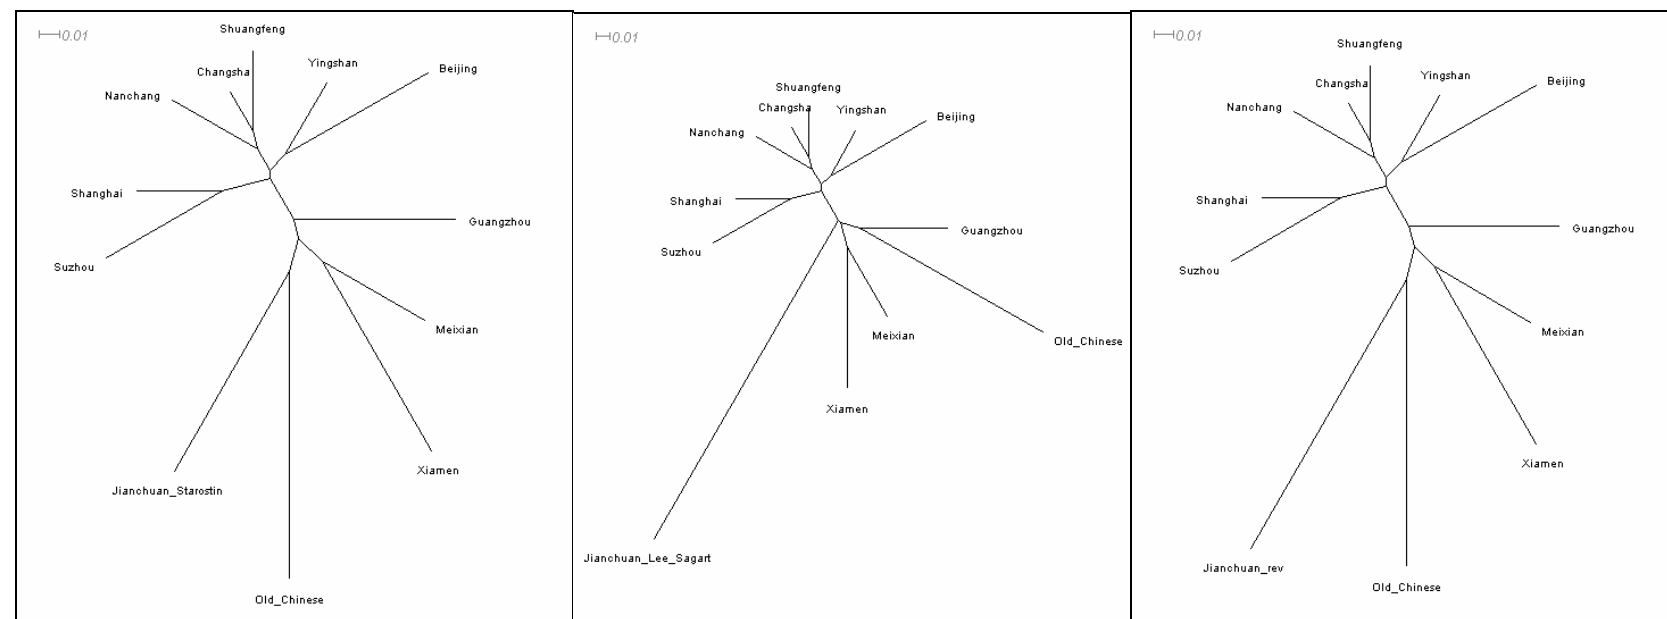 0.01
Shuangfeng
Yingshan
Beijing
Changsha
Nanchang
Shanghai
Guangzhou
Suzhou
Meixian
Xiamen
Jianchuan_Starostin
Old_Chinese
0.01
Shuangfeng
Changsha
Yingshan
Beijing
Nanchang
Shanghai
Guangzhou
Suzhou
Meixian
Old_Chinese
Xiamen
Jianchuan_Lee_Sagart
0.01
Shuangfeng
Yingshan
Beijing
Changsha
Nanchang
Shanghai
Guangzhou
Suzhou
Meixian
Xiamen
Jianchuan_rev
Old_Chinese